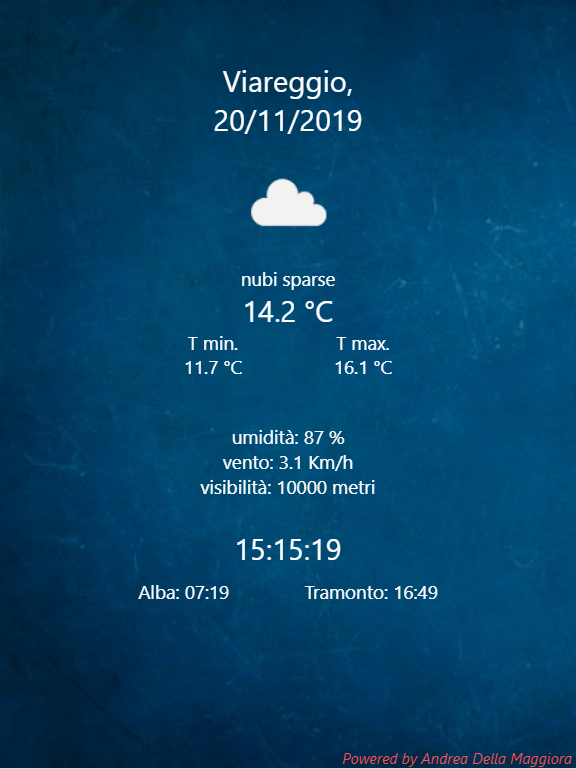 Viareggio,
20/11/2019
nubi sparse
14.2 °C
T min. T max.
11.7 °C 16.1 °C
umidità: 87 %
vento: 3.1 Km/h
visibilità: 10000 metri
15:15:19
Alba: 07:19 Tramonto: 16:49
Powered by Andrea Della Maggiora